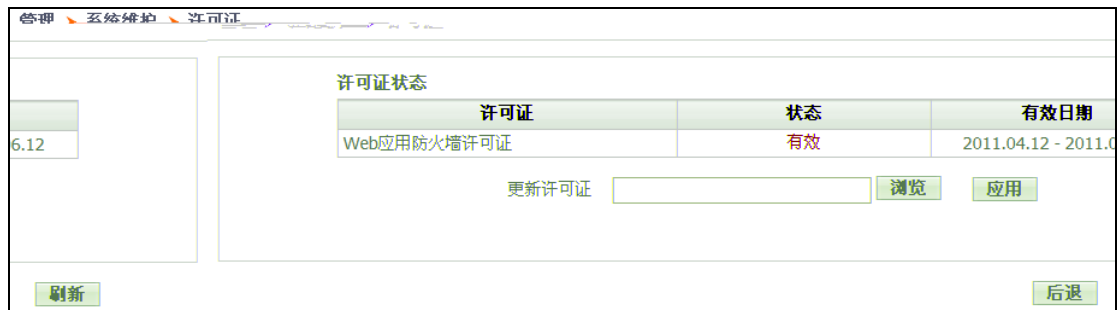 管理 系统维护 许可证
许可证状态
许可证 状态 有效日期
6.12 Web应用防火墙许可证 有效 2011.04.12 - 2011.0
更新许可证 浏览 应用
刷新 后退